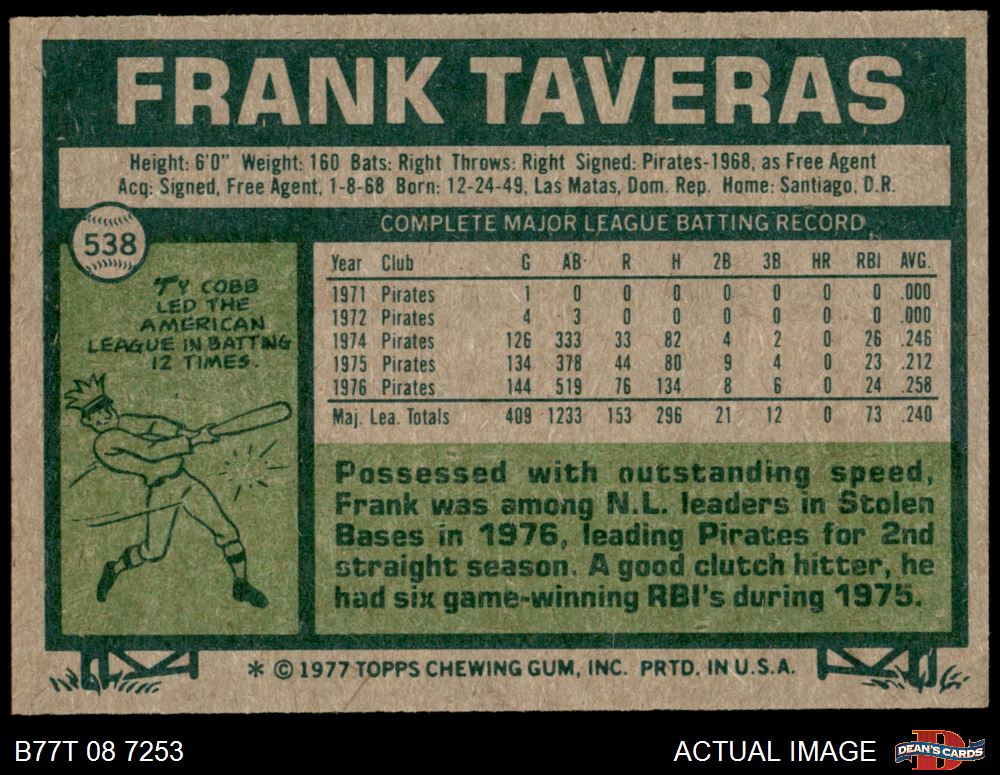 FRANK TAVERAS
Height: 6'0" Weight: 160 Bats: Right Throws: Right Signed: Pirates-1968, as Free Agent
Acq: Signed, Free Agent, 1-8-68 Born: 12-24-49, Las Matas, Dom. Rep. Home: Santiago, D.R.
538
COMPLETE MAJOR LEAGUE BATTING RECORD
TY COBB
LED THE
AMERICAN
LEAGUE IN BATTING
12 TIMES.
Year Club G AB R H 2B 3B HR RBI AVG.
1971 Pirates 1 0 0 0 0 0 0 0 .000
1972 Pirates 4 3 0 0 0 0 0 0 .000
1974 Pirates 126 333 33 82 4 2 0 26 .246
1975 Pirates 134 378 44 80 9 4 0 23 .212
1976 Pirates 144 519 76 134 8 6 0 24 .258
Maj. Lea. Totals 409 1233 153 296 21 12 0 73 .240
Possessed with outstanding speed,
Frank was among N.L. leaders in Stolen
Bases in 1976, leading Pirates for 2nd
straight season. A good clutch hitter, he
had six game-winning RBI's during 1975.
* © 1977 TOPPS CHEWING GUM, INC. PRTD. IN U.S.A.
B77T 08 7253
ACTUAL IMAGE
D
DEAN'S CARDS